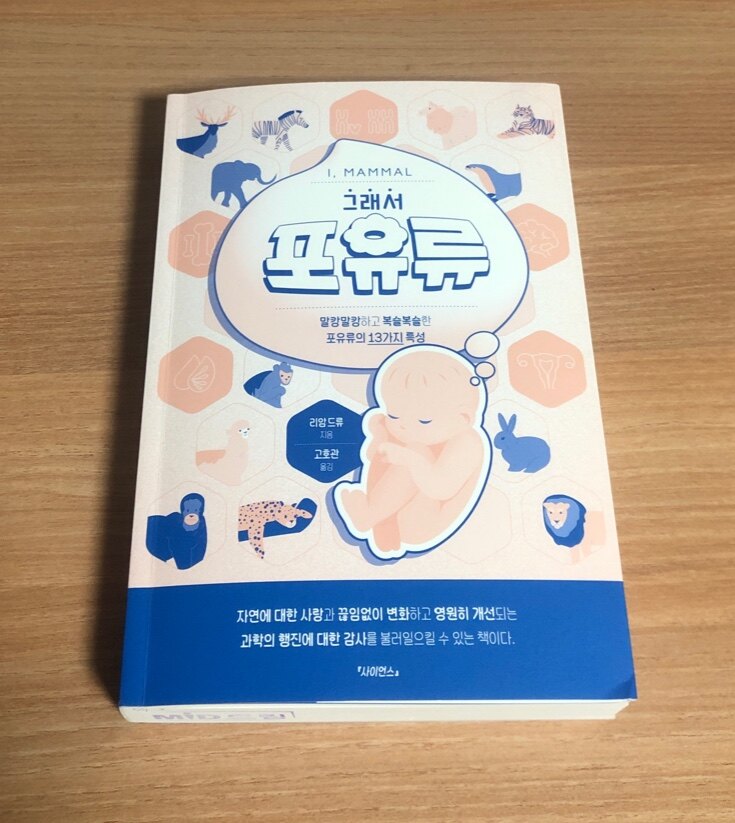 I, MAMMAL
그래서
포유류
말캉말캉하고 복슬복슬한
포유류의 13가지 특성
리암 드류
지음
고호관
옮김
자연에 대한 사랑과 끊임없이 변화하고 영원히 개선되는
과학의 행진에 대한 감사를 불러일으킬 수 있는 책이다.
『사이언스』